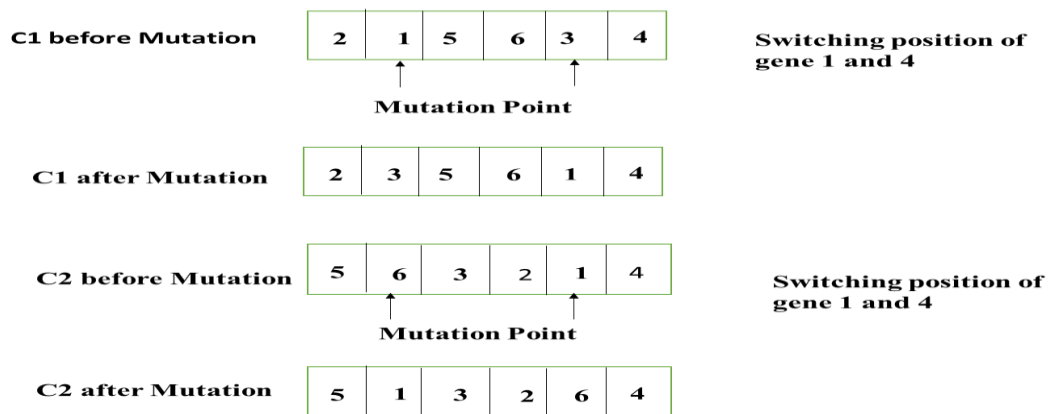 C1 before Mutation 2 1 5 6 3 4 Switching position of
gene 1 and 4
Mutation Point
C1 after Mutation 2 3 5 6 1 4
C2 before Mutation 5 6 3 2 1 4 Switching position of
gene 1 and 4
Mutation Point
C2 after Mutation 5 1 3 2 6 4